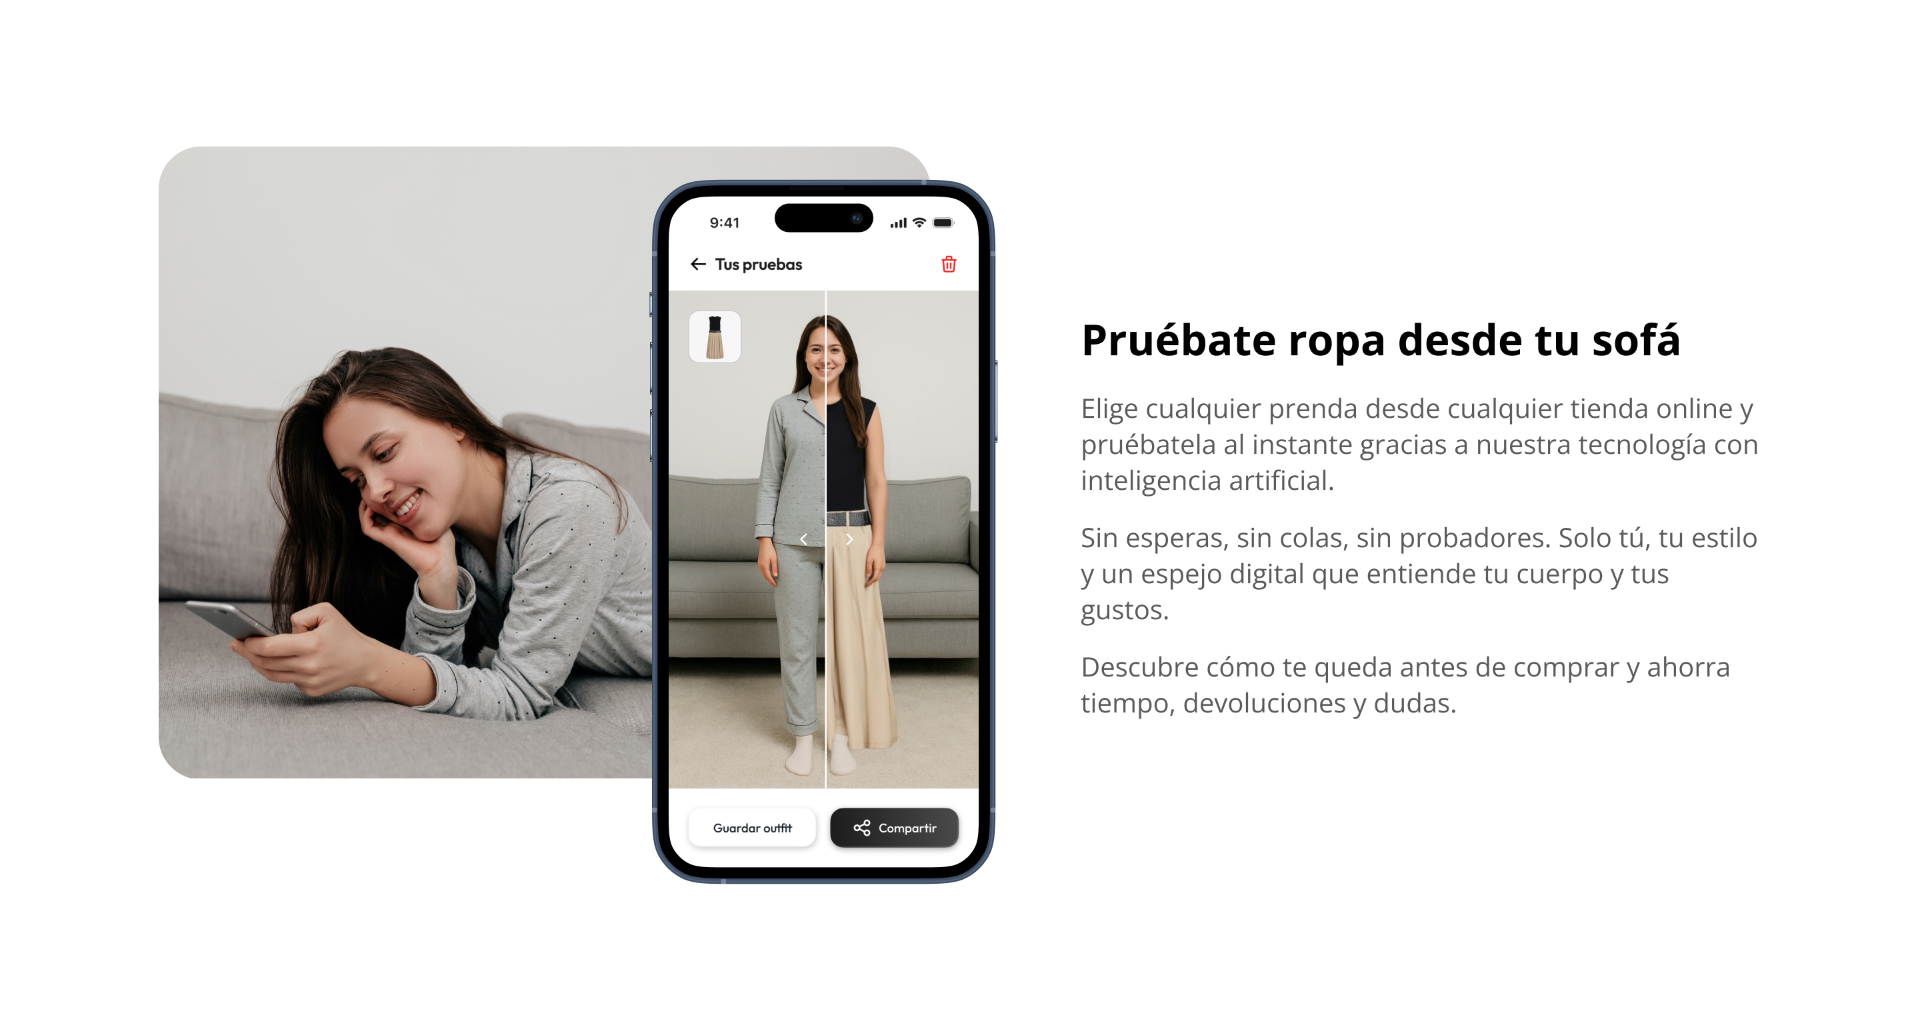 9:41
Tus pruebas
Guardar outfit
Compartir
Pruébate ropa desde tu sofá
Elige cualquier prenda desde cualquier tienda online y
pruébatela al instante gracias a nuestra tecnología con
inteligencia artificial.
Sin esperas, sin colas, sin probadores. Solo tú, tu estilo
y un espejo digital que entiende tu cuerpo y tus
gustos.
Descubre cómo te queda antes de comprar y ahorra
tiempo, devoluciones y dudas.